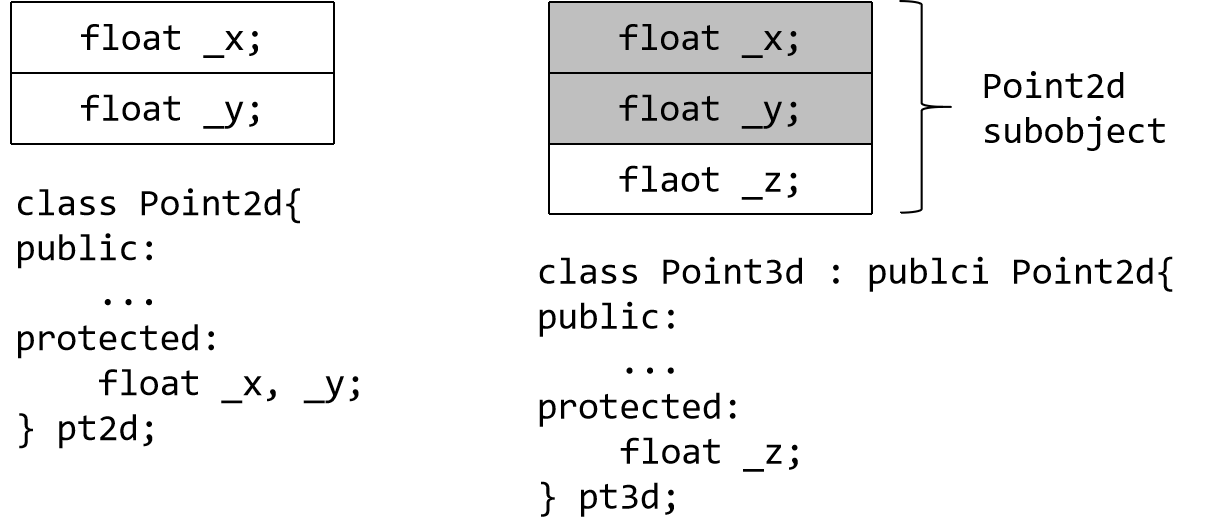 float _x;
float _y;
class Point2d{
public:
    ...
protected:
    float _x, _y;
} pt2d;
float _x;
float _y;
flaot _z;
Point2d
subobject
class Point3d : publci Point2d{
public:
    ...
protected:
    float _z;
} pt3d;